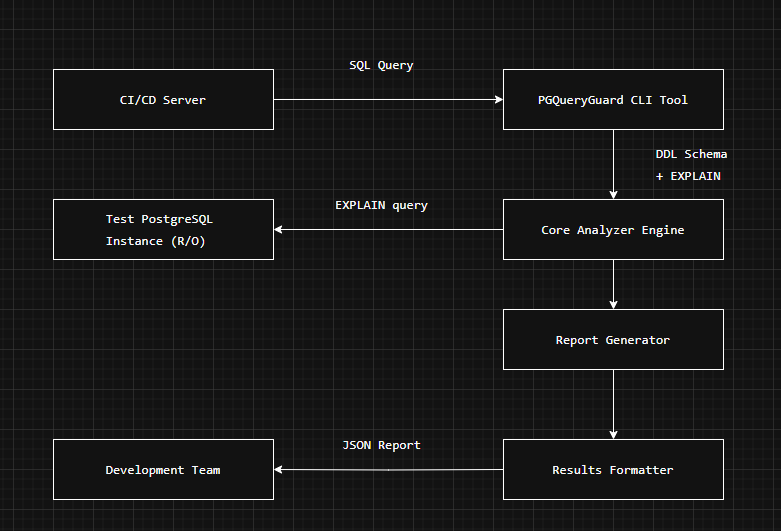 SQL Query
CI/CD Server
PGQueryGuard CLI Tool
DDL Schema
+ EXPLAIN
EXPLAIN query
Test PostgreSQL
Instance (R/O)
Core Analyzer Engine
Report Generator
JSON Report
Development Team
Results Formatter